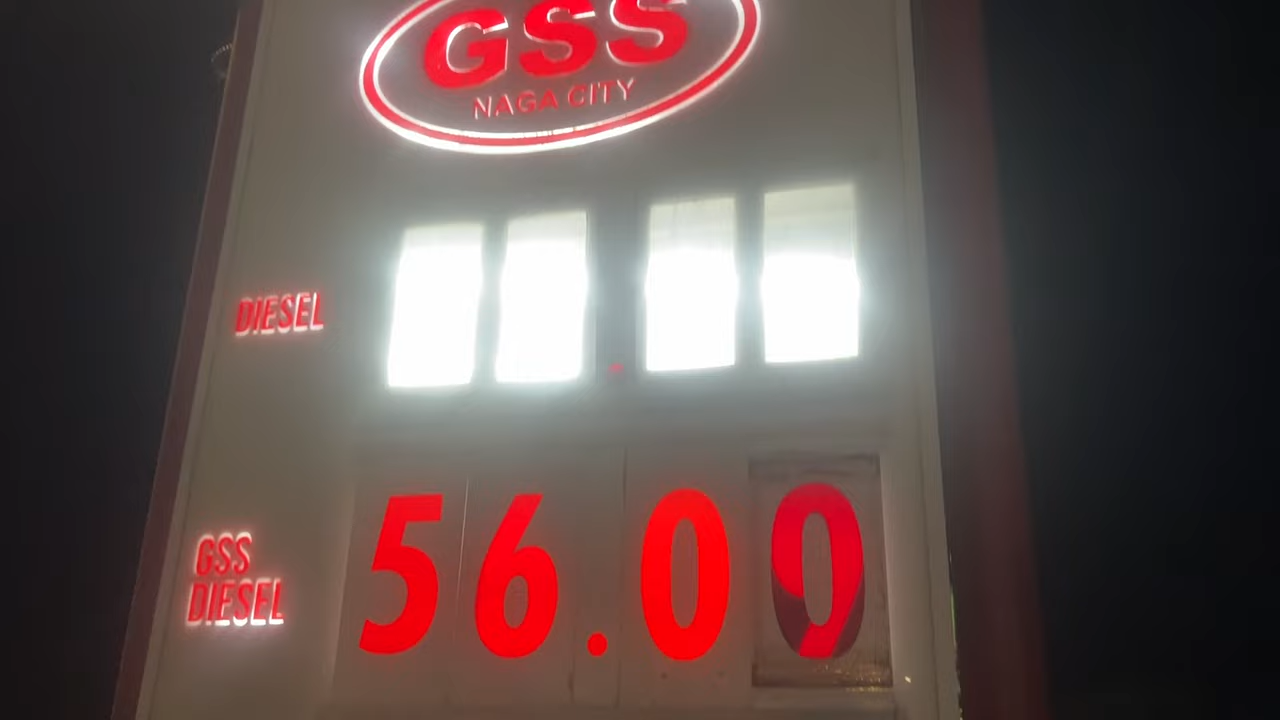 GSS
NAGA CITY
DIESEL .
GSS
DIESEL
56.00